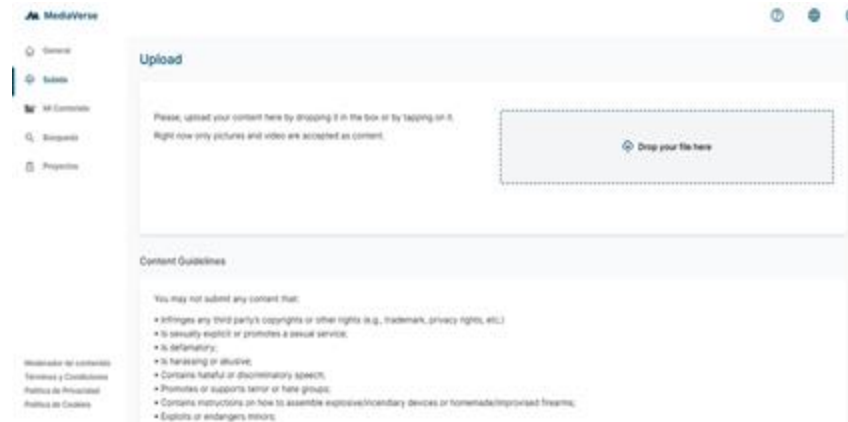 MediaVerse
General
Subida
Mi Contenido
Búsqueda
Proyectos
Moderador de contenido
Términos y Condiciones
Política de Privacidad
Política de Cookies
Upload
Please, upload your content here by dropping it in the box or by tapping on it.
Right now only pictures and video are accepted as content.
Drop your file here
Content Guidelines
You may not submit any content that:
• Infringes any third party's copyrights or other rights (e.g., trademark, privacy rights, etc.)
• Is sexually explicit or promotes a sexual service;
• Is defamatory;
• Is harassing or abusive;
• Contains hateful or discriminatory speech;
• Promotes or supports terror or hate groups;
• Contains instructions on how to assemble explosive/incendiary devices or homemade/improvised firearms;
• Exploits or endangers minors;